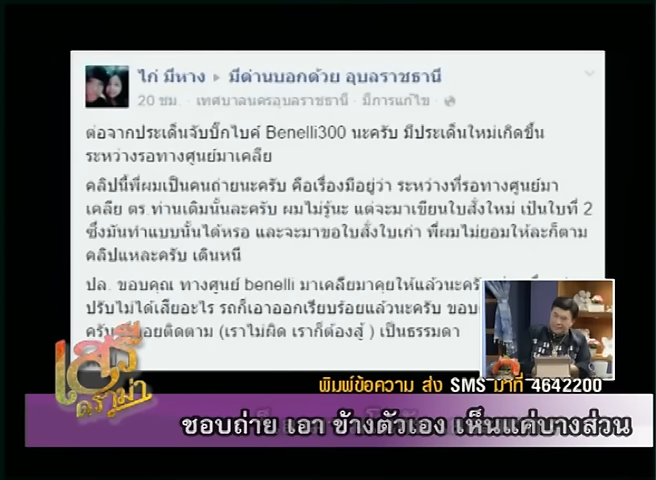 ไก่ มีหาง ▸ มีด่านบอกด้วย อุบลราชธานี
20 ชม. · เทศบาลนครอุบลราชธานี · มีการแก้ไข ·
ต่อจากประเด็นจับบิ๊กไบค์ Benelli300 นะครับ มีประเด็นใหม่เกิดขึ้น
ระหว่างรอทางศูนย์มาเคลีย
คลิปนี้พี่ผมเป็นคนถ่ายนะครับ คือเรื่องมีอยู่ว่า ระหว่างที่รอทางศูนย์มา
เคลีย ตร.ท่านเดิมนั้นละครับ ผมไม่รู้นะ แต่จะมาเขียนใบสั่งใหม่ เป็นใบที่ 2
ซึ่งมันทำแบบนั้นได้หรอ และจะมาขอใบสั่งใบเก่า พี่ผมไม่ยอมให้ละก็ตาม
คลิปแหละครับ เดินหนี
ปล. ขอบคุณ ทางศูนย์ benelli มาเคลียมาคุยให้แล้วนะครับ
ปรับไม่ได้เสียอะไร รถก็เอาออกเรียบร้อยแล้วนะครับ
ติดตาม (เราไม่ผิด เราก็ต้องสู้ ) เป็นธรรมดา
เสรี
ดราม่า
พิมพ์ข้อความ ส่ง SMS มาที่ 4642200
ชอบถ่าย เอา ข้างตัวเอง เห็นแค่บางส่วน